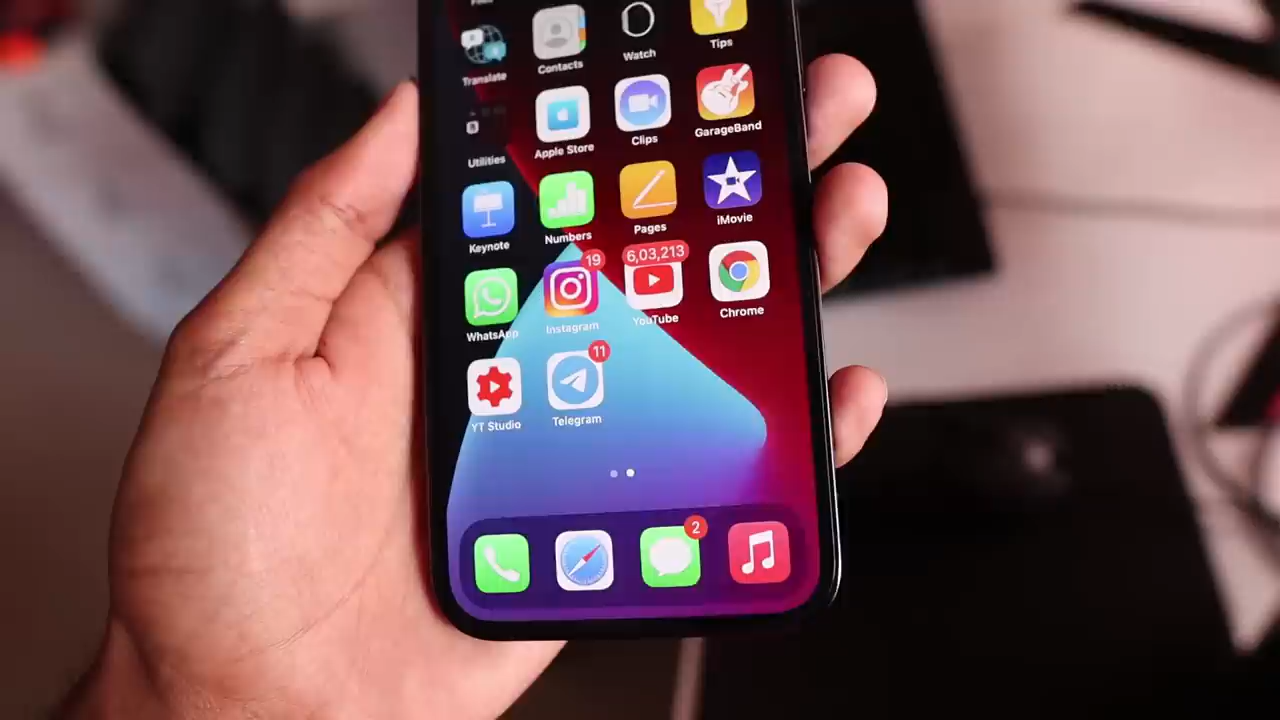 Translate
Contacts
Watch
Tips
Utilities
Apple Store
Clips
GarageBand
Keynote
Numbers
Pages
iMovie
19
6,03,213
WhatsApp
Instagram
YouTube
Chrome
11
YT Studio
Telegram
2